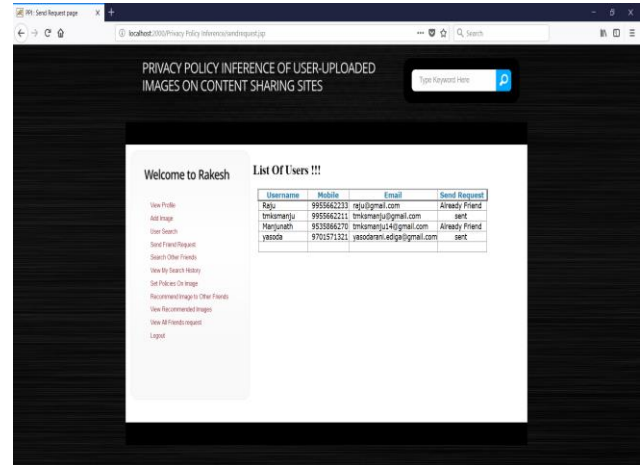 PPI: Send Request page
localhost:2000/Privacy Policy Inference/sendrequest.jsp
Search
PRIVACY POLICY INFERENCE OF USER-UPLOADED
IMAGES ON CONTENT SHARING SITES
Type Keyword Here
Welcome to Rakesh
View Profile
Add Image
User Search
Send Friend Request
Search Other Friends
View My Search History
Set Policies On Image
Recommend Image to Other Friends
View Recommended Images
View All Friends request
Logout
List Of Users !!!
Username Mobile Email Send Request
Raju 9955662233 raju@gmail.com Already Friend
tmksmanju 9955662211 tmksmanju@gmail.com sent
Manjunath 9535866270 tmksmanju14@gmail.com Already Friend
yasoda 9701571321 yasodarani.ediga@gmail.com sent